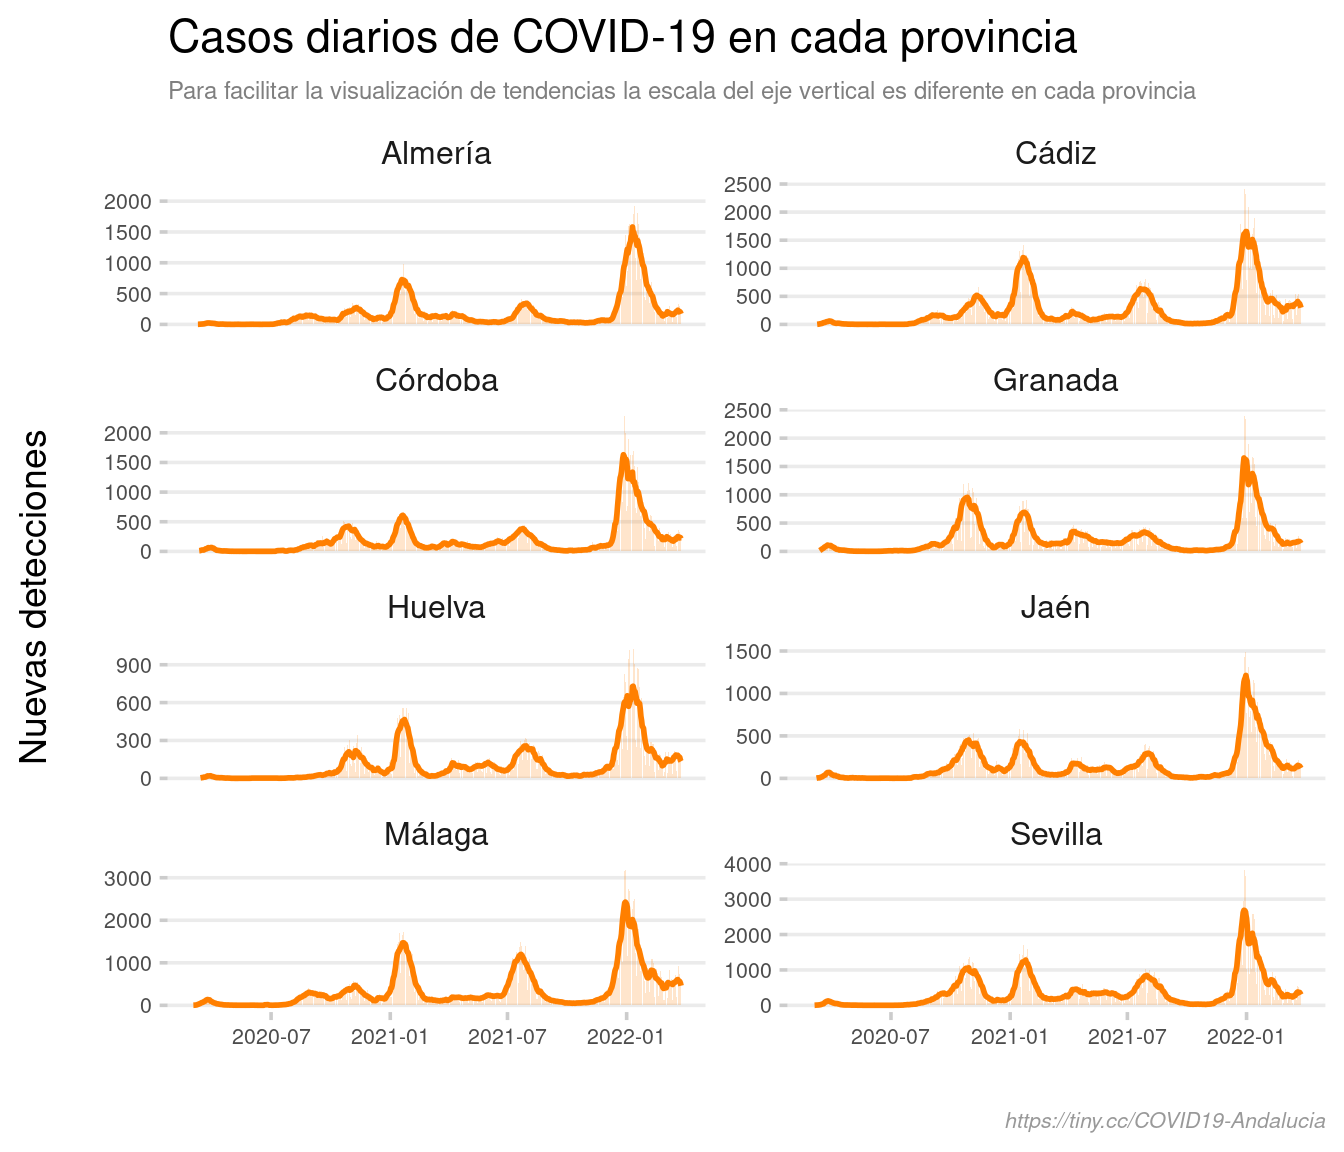 Casos diarios de COVID-19 en cada provincia
Para facilitar la visualización de tendencias la escala del eje vertical es diferente en cada provincia
Nuevas detecciones
Almería
2000
1500
1000
500
0
Cádiz
2500
2000
1500
1000
500
0
Córdoba
2000
1500
1000
500
0
Granada
2500
2000
1500
1000
500
0
Huelva
900
600
300
0
Jaén
1500
1000
500
0
Málaga
3000
2000
1000
0
Sevilla
4000
3000
2000
1000
0
2020-07 2021-01 2021-07 2022-01
2020-07 2021-01 2021-07 2022-01
https://tiny.cc/COVID19-Andalucia